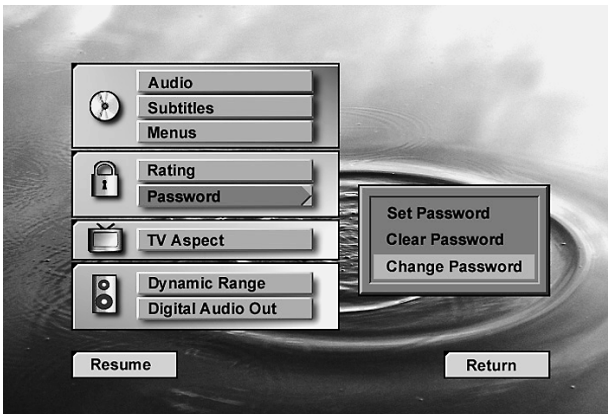 Audio
Subtitles
Menus
Rating
Password
Set Password
Clear Password
Change Password
TV Aspect
Dynamic Range
Digital Audio Out
Resume
Return